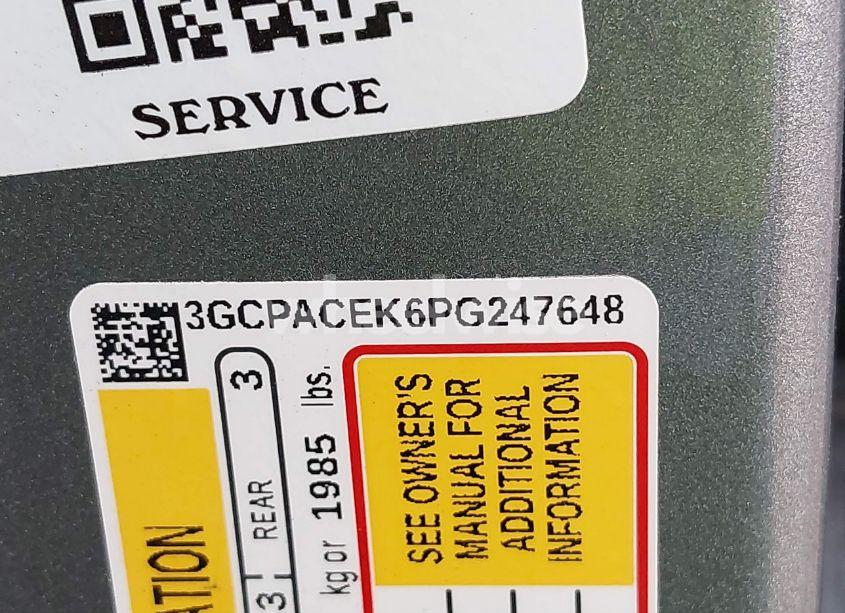 SERVICE
3GCPACEK6PG247648
3
REAR
3
kg or 1985 lbs.
SEE OWNER'S
MANUAL FOR
ADDITIONAL
INFORMATION